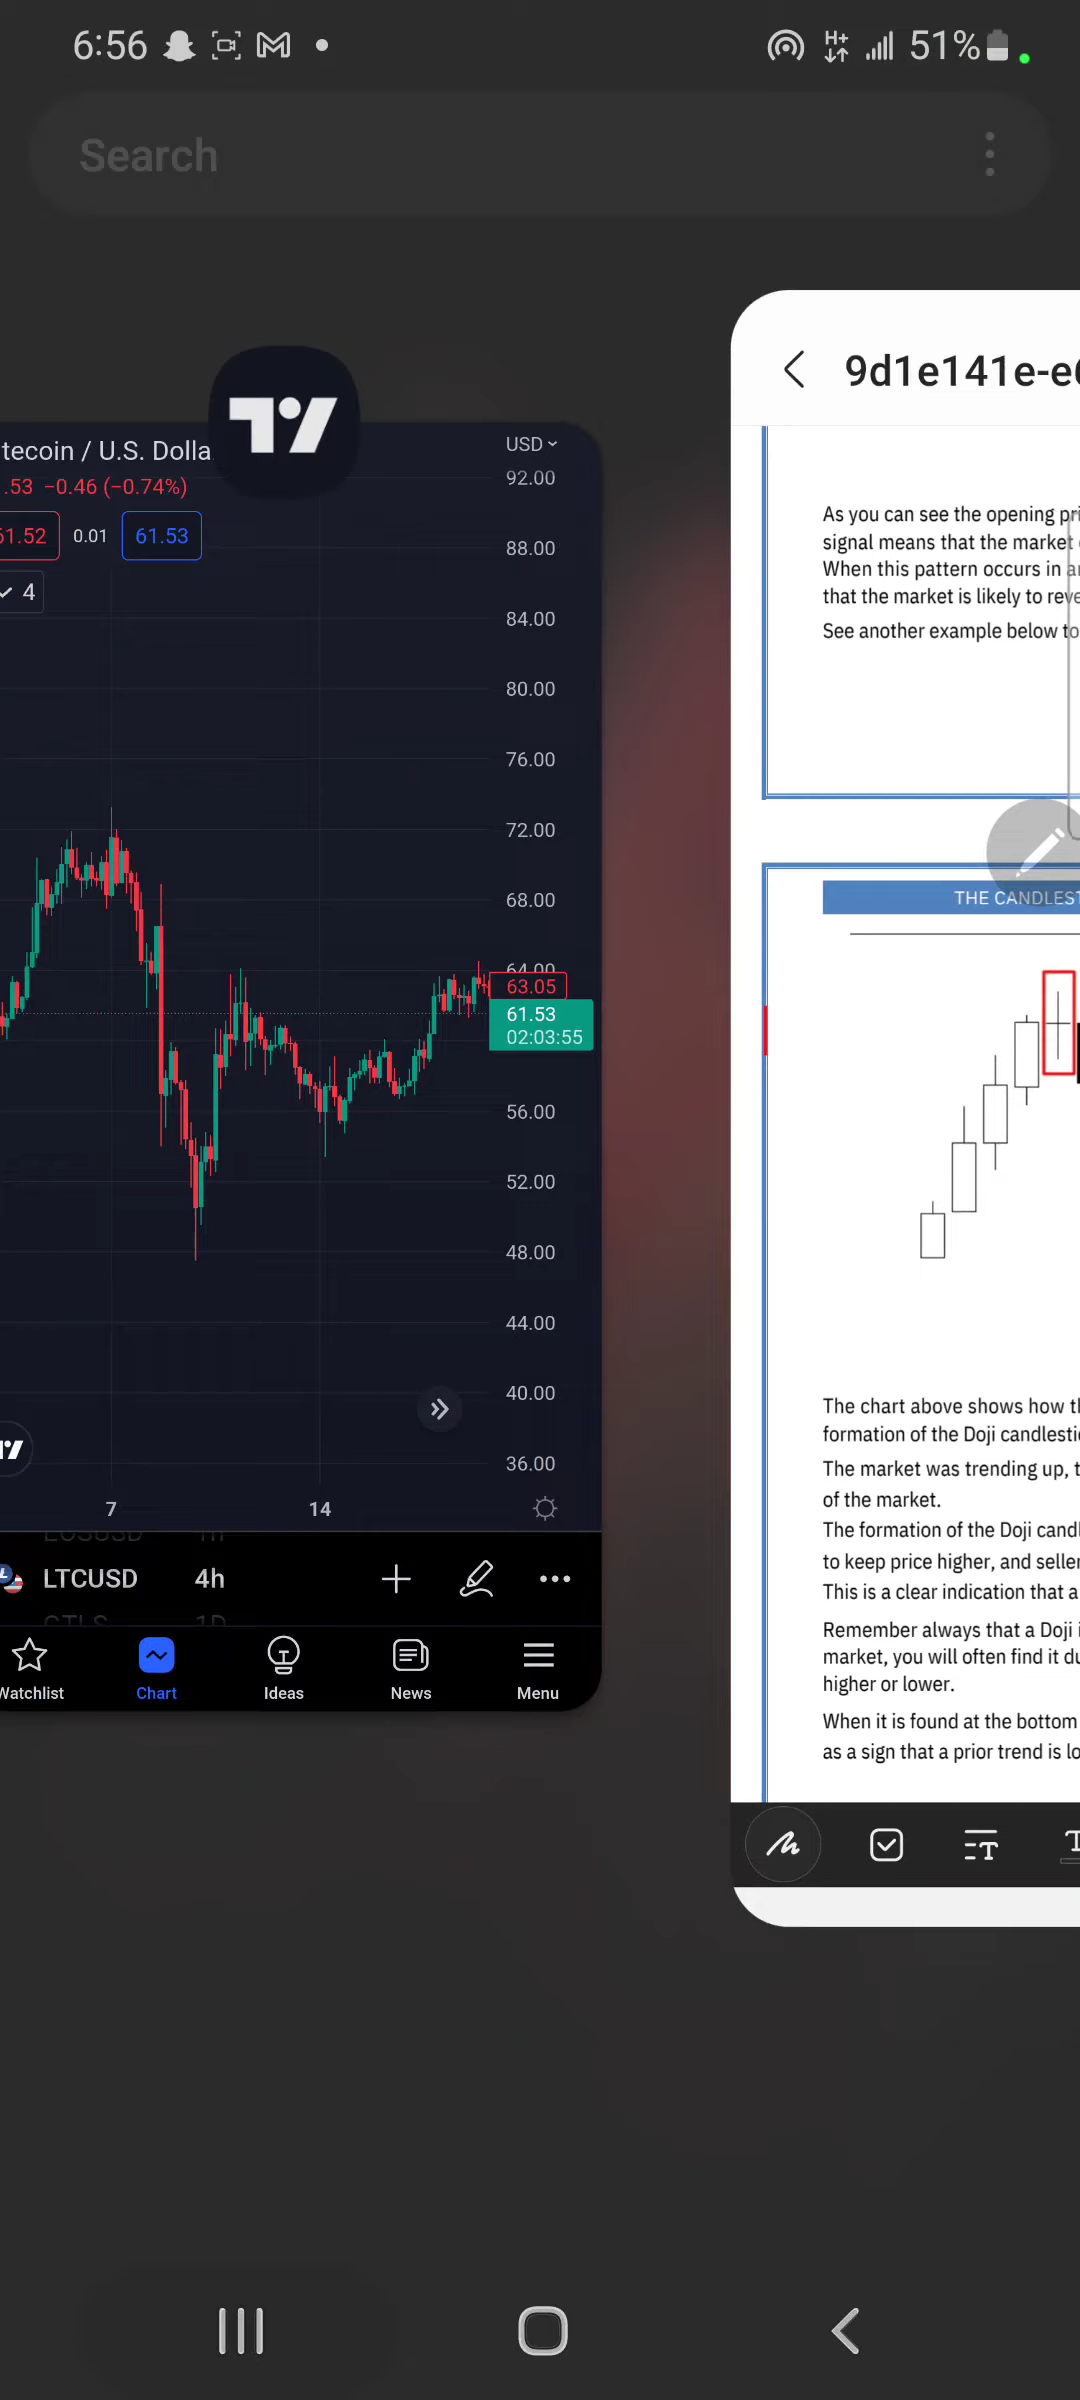 6:56
H+
51%
Search
tecoin / U.S. Dolla
USD
.53 −0.46 (−0.74%)
61.52 0.01 61.53
4
92.00
88.00
84.00
80.00
76.00
72.00
68.00
64.00
63.05
61.53
02:03:55
56.00
52.00
48.00
44.00
40.00
36.00
7 14
LTCUSD 4h
1D
Watchlist Chart Ideas News Menu
9d1e141e-e
As you can see the opening pri
signal means that the market
When this pattern occurs in a
that the market is likely to reve
See another example below to
THE CANDLEST
The chart above shows how t
formation of the Doji candlesti
The market was trending up, t
of the market.
The formation of the Doji candl
to keep price higher, and seller
This is a clear indication that a
Remember always that a Doji i
market, you will often find it du
higher or lower.
When it is found at the bottom
as a sign that a prior trend is lo